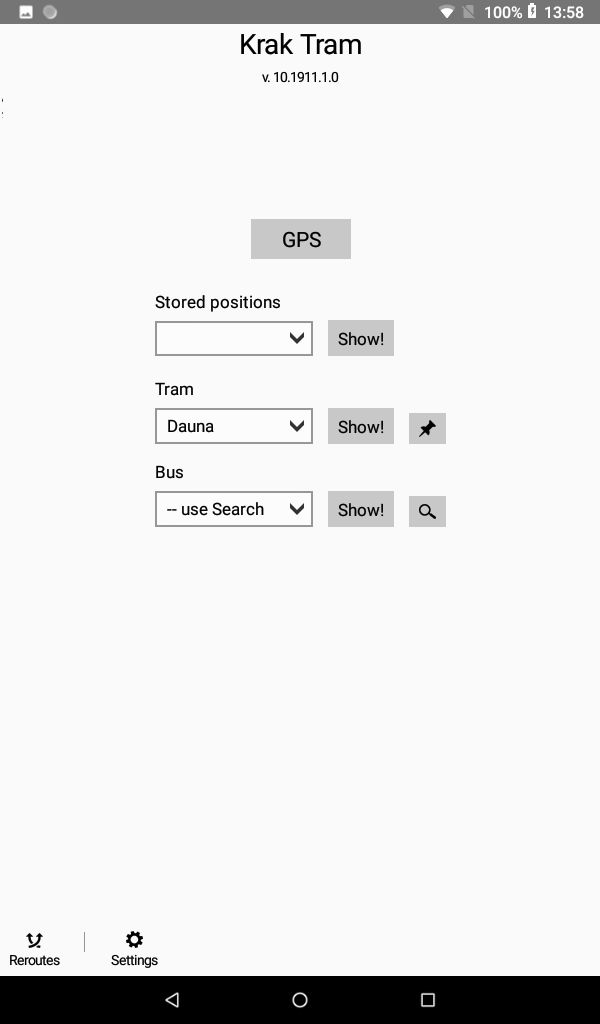 100% 13:58
Krak Tram
v. 10.1911.1.0
GPS
Stored positions
Show!
Tram
Dauna Show!
Bus
-- use Search Show!
Reroutes Settings